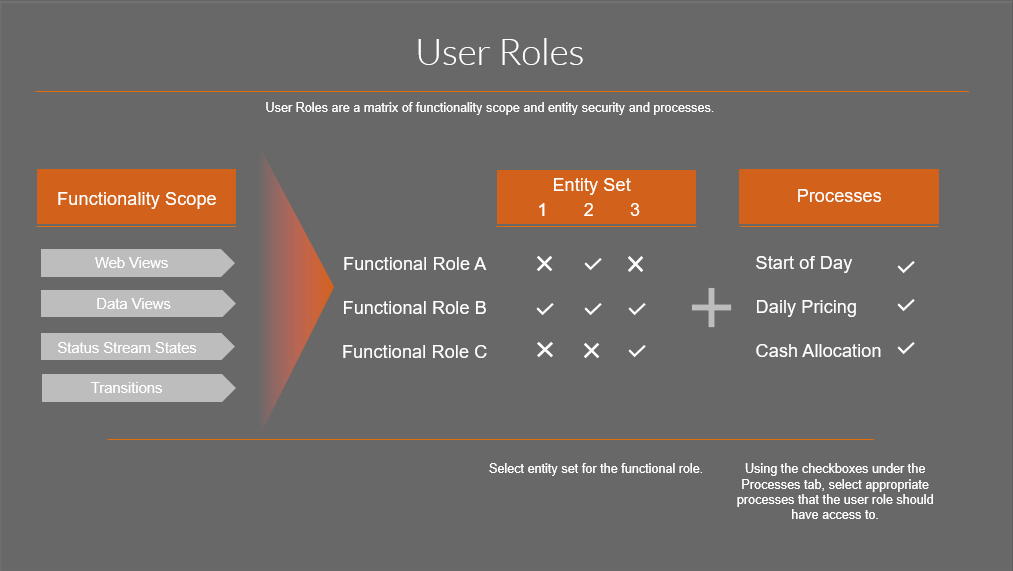 User Roles
User Roles are a matrix of functionality scope and entity security and processes.
Functionality Scope
Web Views
Data Views
Status Stream States
Transitions
Entity Set
1 2 3
Functional Role A
Functional Role B
Functional Role C
Processes
Start of Day
Daily Pricing
Cash Allocation
Select entity set for the functional role.
Using the checkboxes under the
Processes tab, select appropriate
processes that the user role should
have access to.